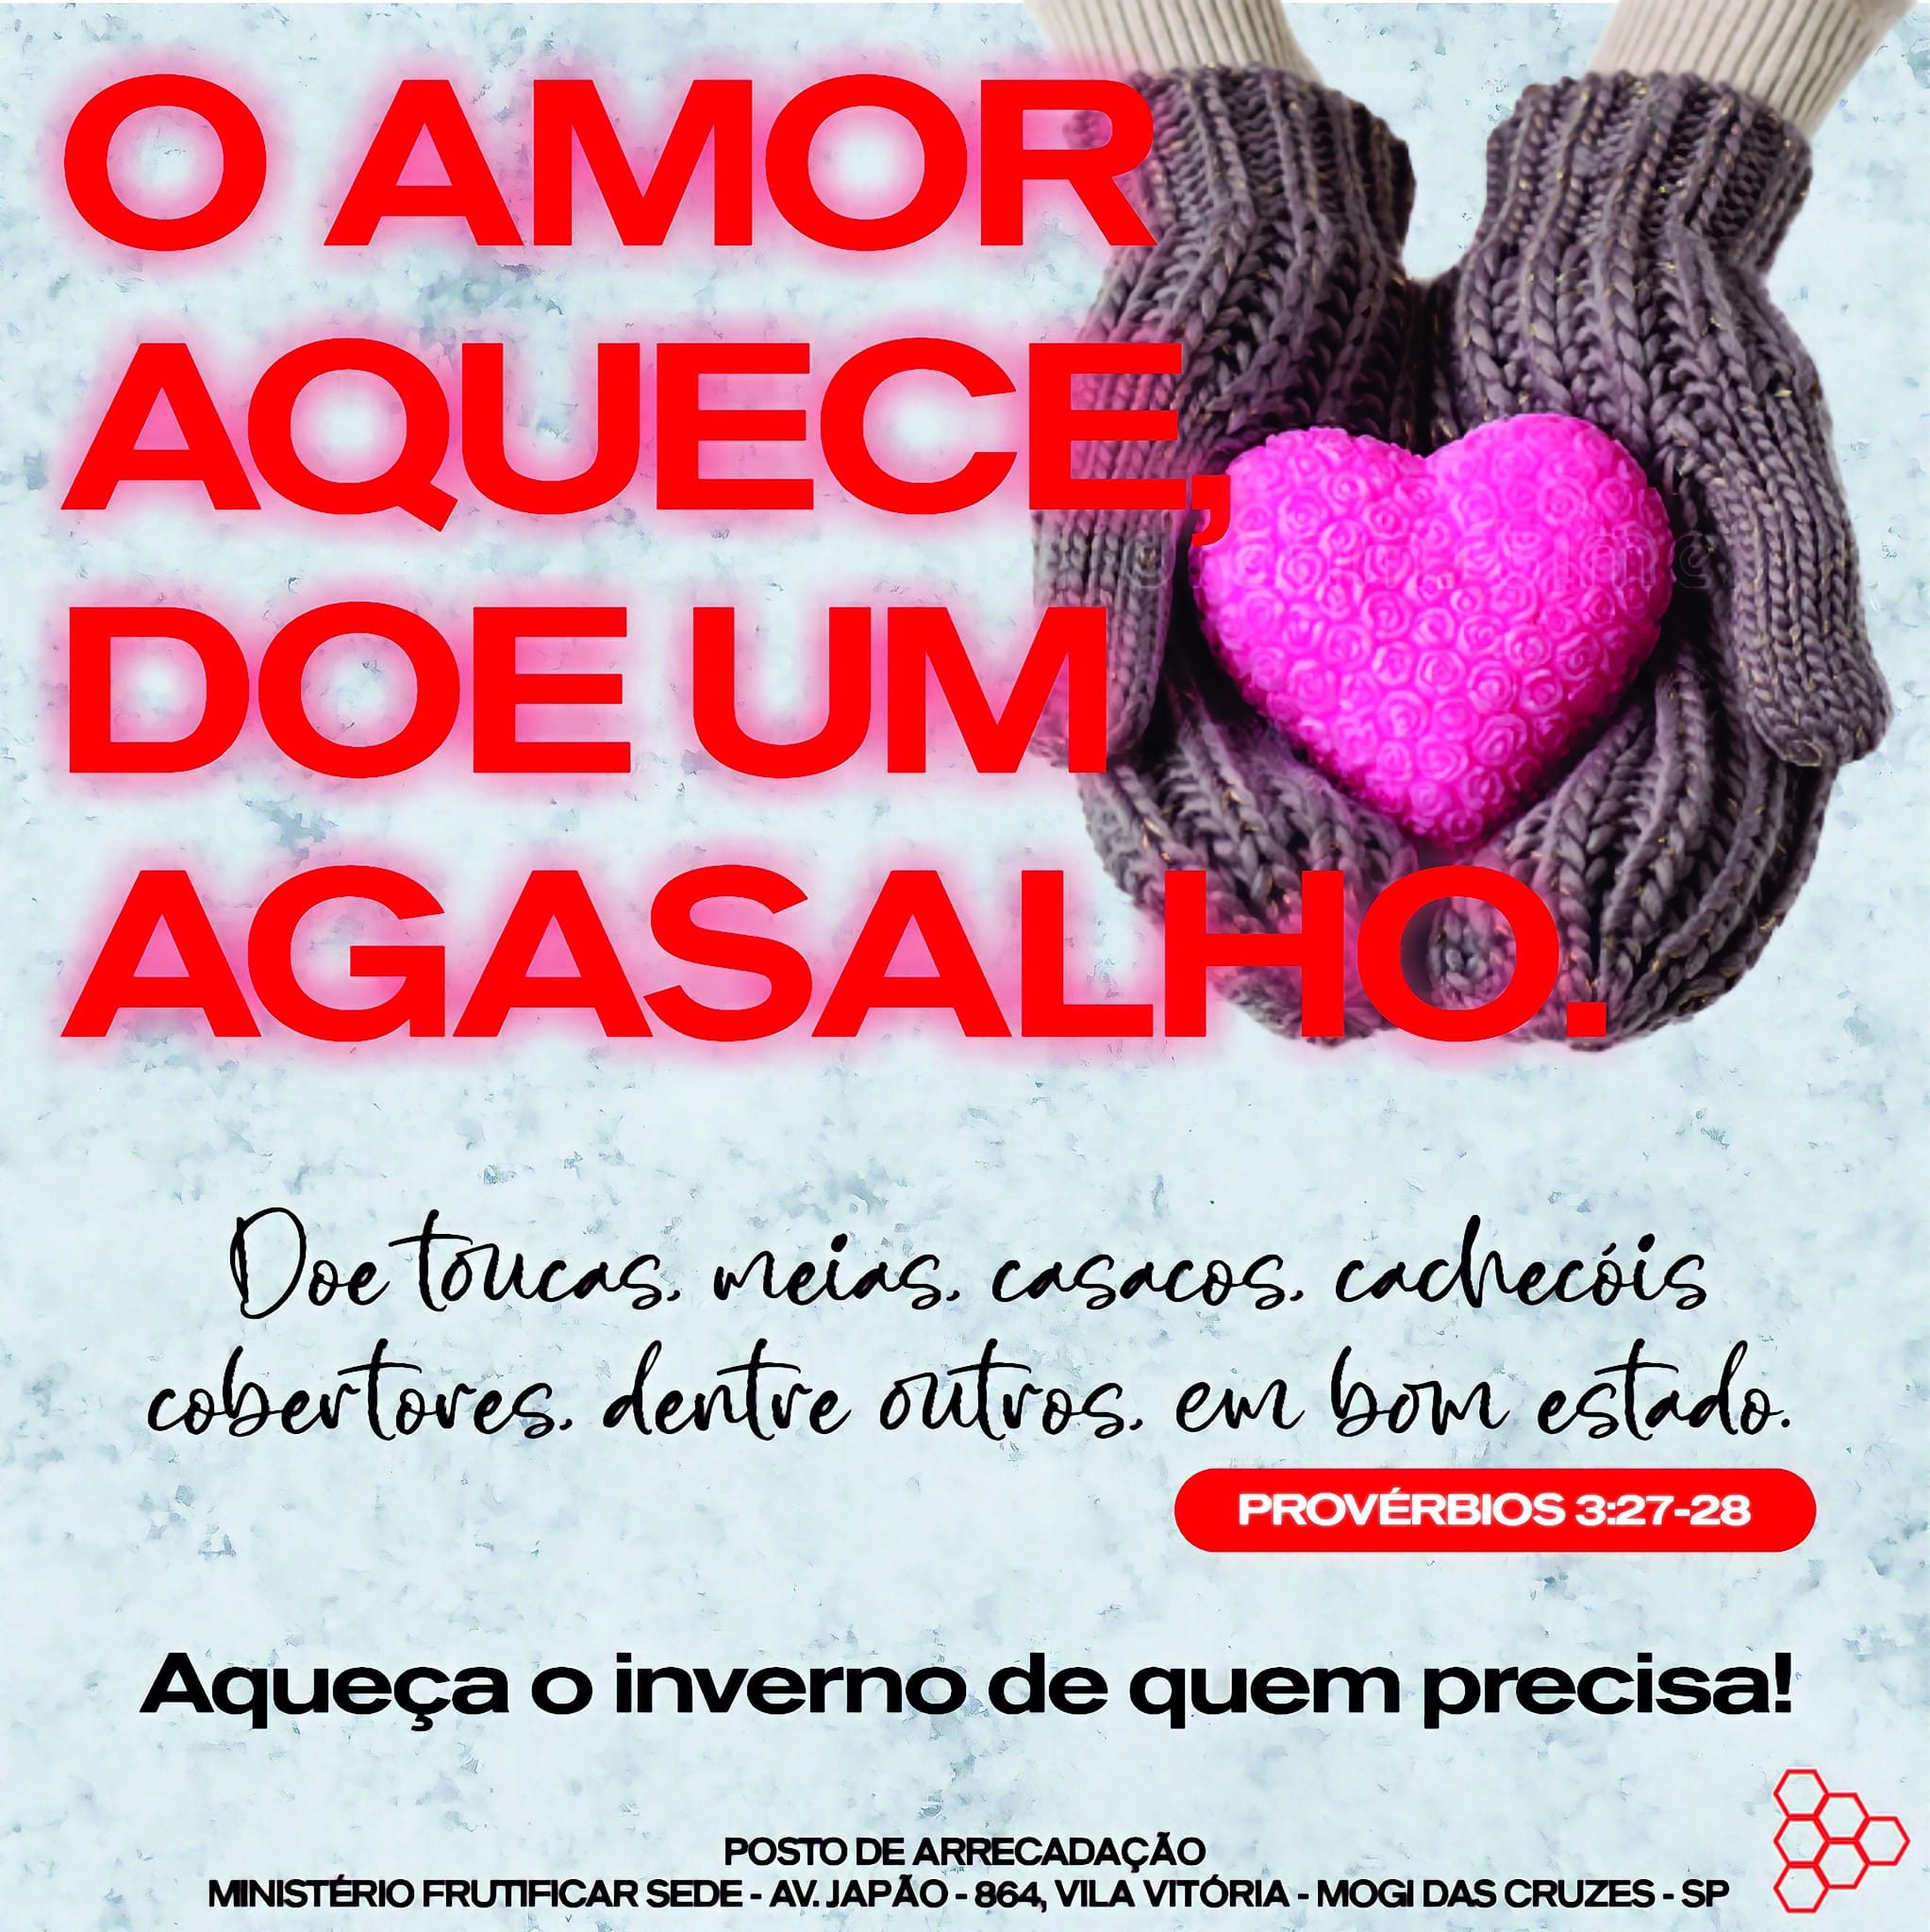 O AMOR
AQUECE,
DOE UM
AGASALHO.
Doe toucas, meias, casacos, cachecóis
cobertores, dentre outros, em bom estado.
PROVÉRBIOS 3:27-28
Aqueça o inverno de quem precisa!
POSTO DE ARRECADAÇÃO
MINISTÉRIO FRUTIFICAR SEDE - AV. JAPÃO - 864, VILA VITÓRIA - MOGI DAS CRUZES - SP